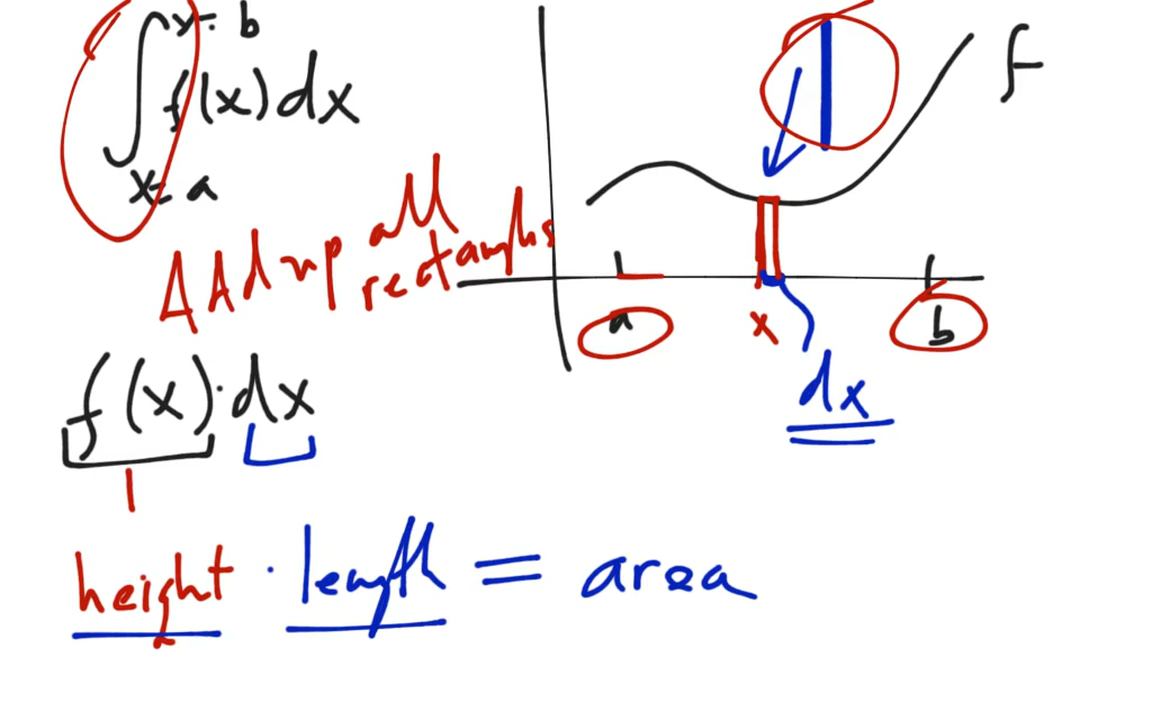 ∫ x=b
f(x)dx
x=a
f
Add up all
rectangles
a
x
b
dx
f(x)·dx
height · length = area